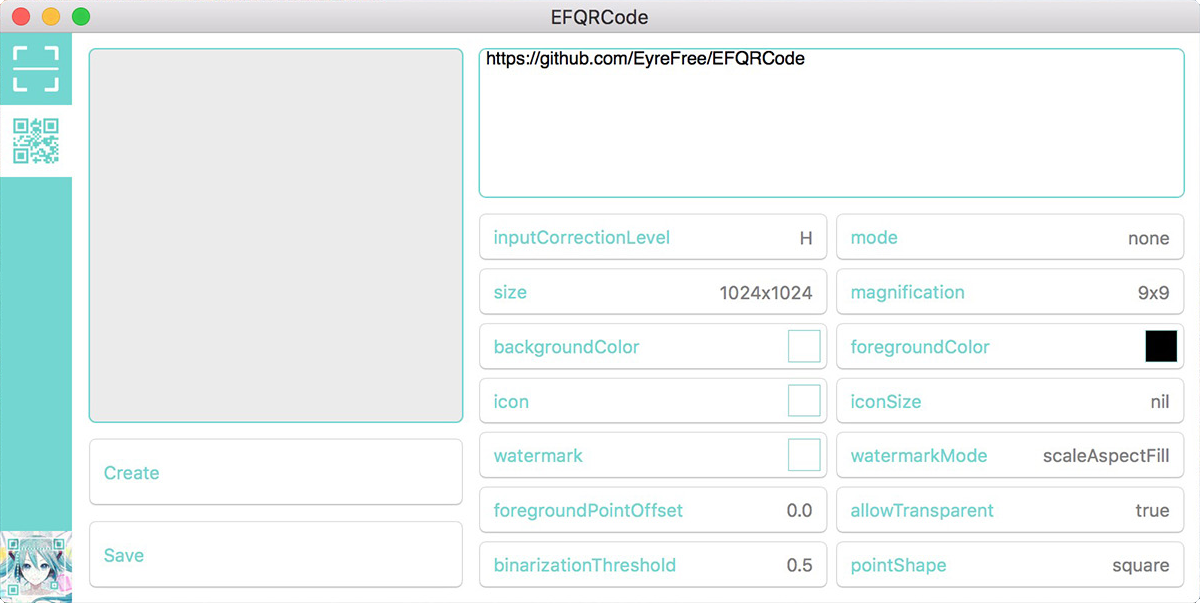 EFQRCode
https://github.com/EyreFree/EFQRCode
inputCorrectionLevel H
mode none
size 1024x1024
magnification 9x9
backgroundColor
foregroundColor
icon
iconSize nil
watermark
watermarkMode scaleAspectFill
foregroundPointOffset 0.0
allowTransparent true
binarizationThreshold 0.5
pointShape square
Create
Save